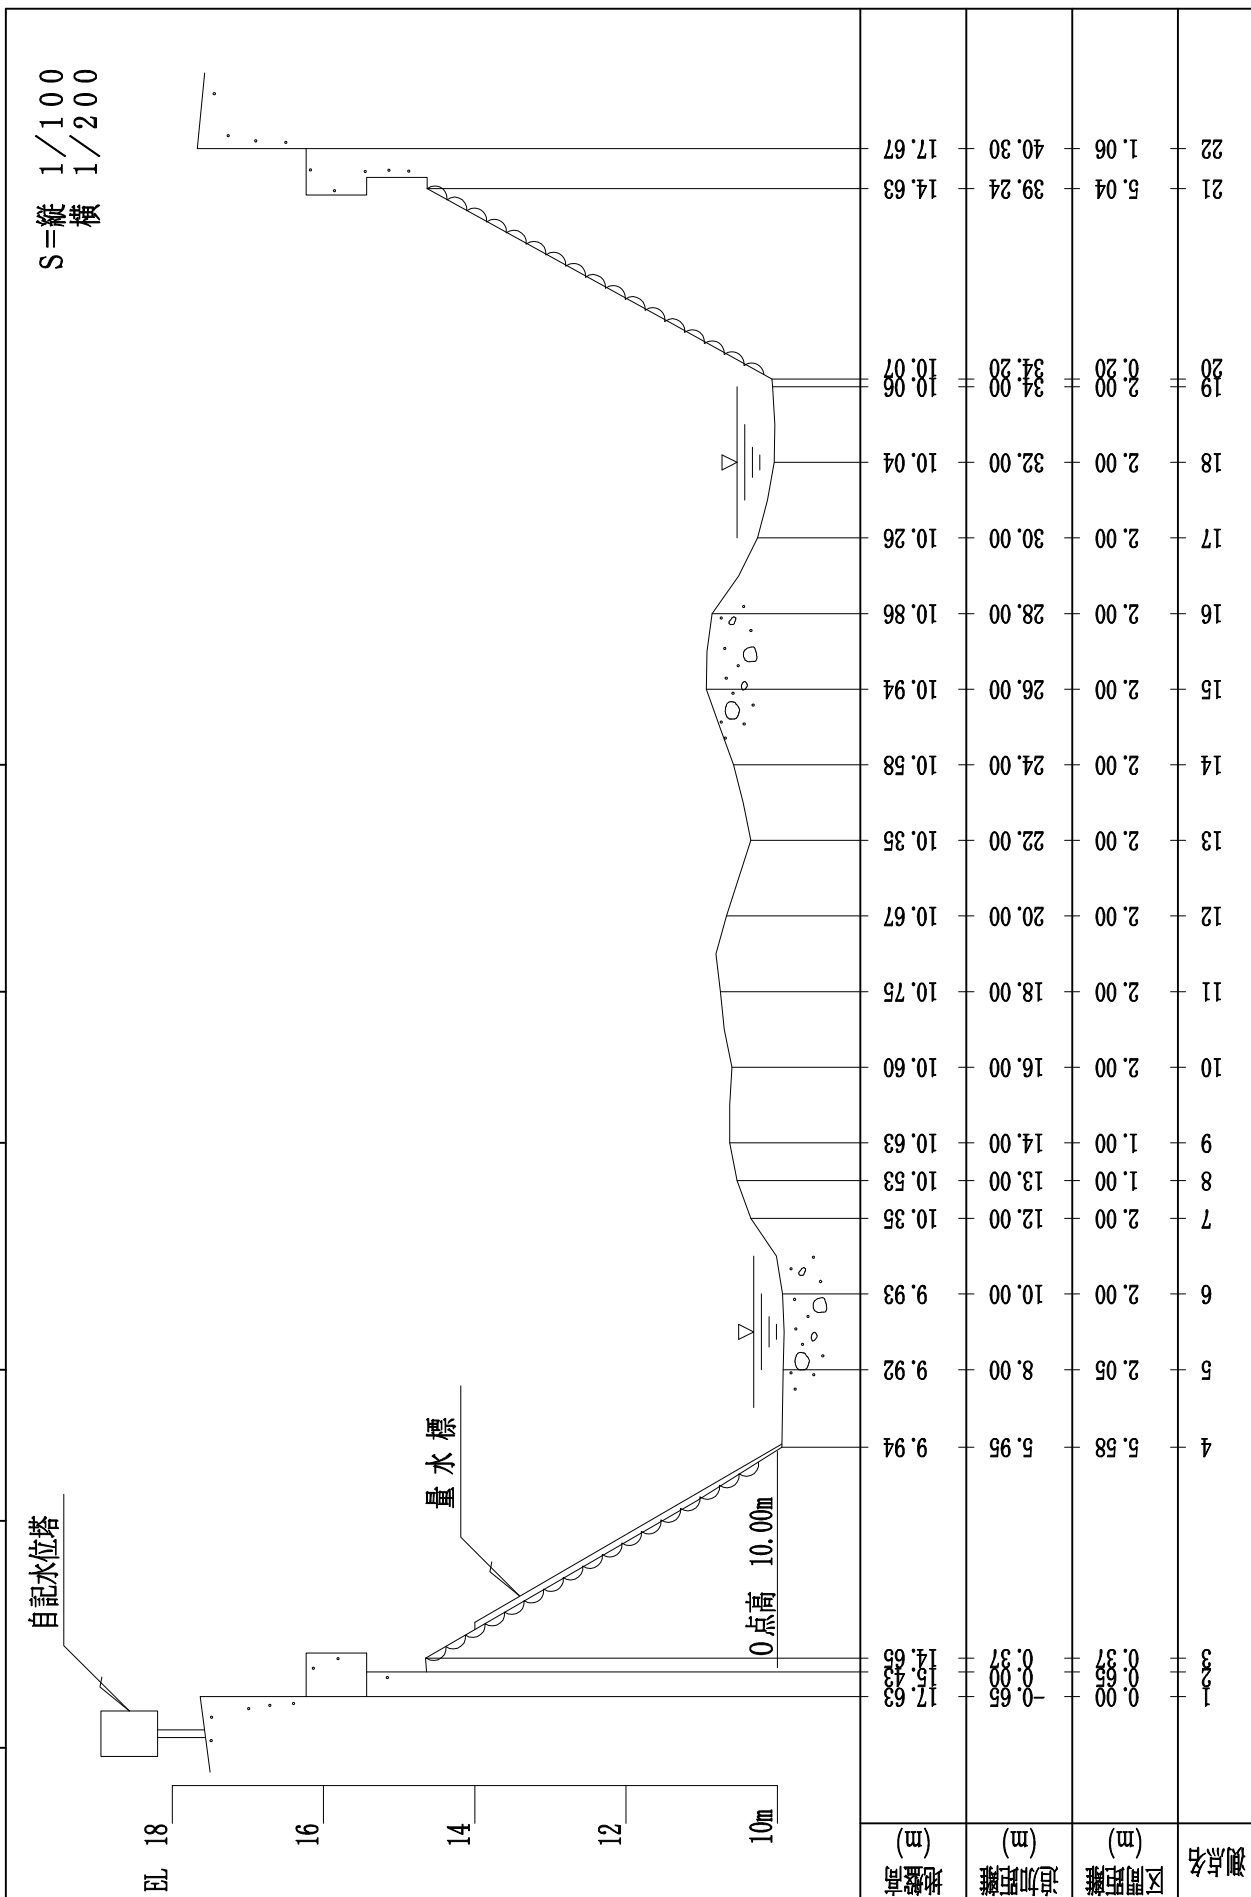 S=縦 1/100
横 1/200
自記水位塔
量水標
0点高 10.00m
EL 18
16
14
12
10m
地盤高 (m) 17.63 15.43 14.65 9.94 9.92 9.93 10.35 10.53 10.63 10.60 10.75 10.67 10.35 10.58 10.94 10.86 10.26 10.04 10.06 10.07 14.63 17.67
追加距離 (m) -0.65 0.00 0.37 5.95 8.00 10.00 12.00 13.00 14.00 16.00 18.00 20.00 22.00 24.00 26.00 28.00 30.00 32.00 34.00 34.20 39.24 40.30
区間距離 (m) 0.00 0.65 0.37 5.58 2.05 2.00 2.00 1.00 1.00 2.00 2.00 2.00 2.00 2.00 2.00 2.00 2.00 2.00 2.00 0.20 5.04 1.06
測点名 1 2 3 4 5 6 7 8 9 10 11 12 13 14 15 16 17 18 19 20 21 22